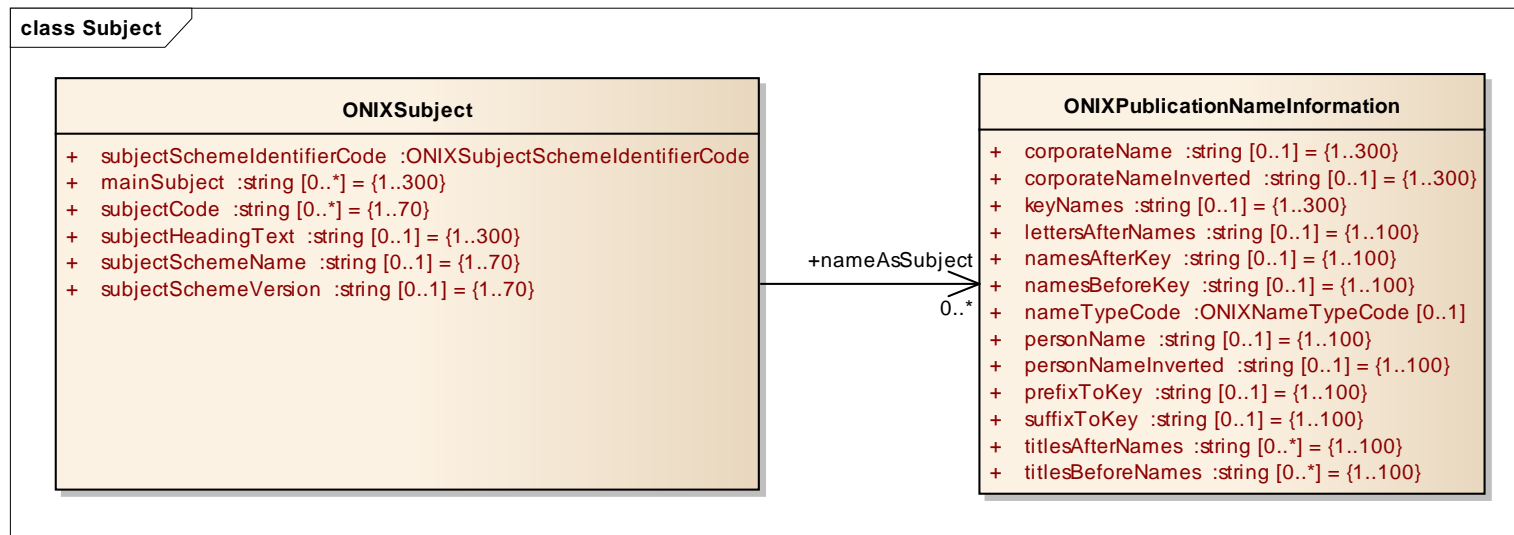 class Subject
ONIXSubject
+ subjectSchemeIdentifierCode :ONIXSubjectSchemeIdentifierCode
+ mainSubject :string [0..*] = {1..300}
+ subjectCode :string [0..*] = {1..70}
+ subjectHeadingText :string [0..1] = {1..300}
+ subjectSchemeName :string [0..1] = {1..70}
+ subjectSchemeVersion :string [0..1] = {1..70}
+nameAsSubject
0..*
ONIXPublicationNameInformation
+ corporateName :string [0..1] = {1..300}
+ corporateNameInverted :string [0..1] = {1..300}
+ keyNames :string [0..1] = {1..300}
+ lettersAfterNames :string [0..1] = {1..100}
+ namesAfterKey :string [0..1] = {1..100}
+ namesBeforeKey :string [0..1] = {1..100}
+ nameTypeCode :ONIXNameTypeCode [0..1]
+ personName :string [0..1] = {1..100}
+ personNameInverted :string [0..1] = {1..100}
+ prefixToKey :string [0..1] = {1..100}
+ suffixToKey :string [0..1] = {1..100}
+ titlesAfterNames :string [0..*] = {1..100}
+ titlesBeforeNames :string [0..*] = {1..100}